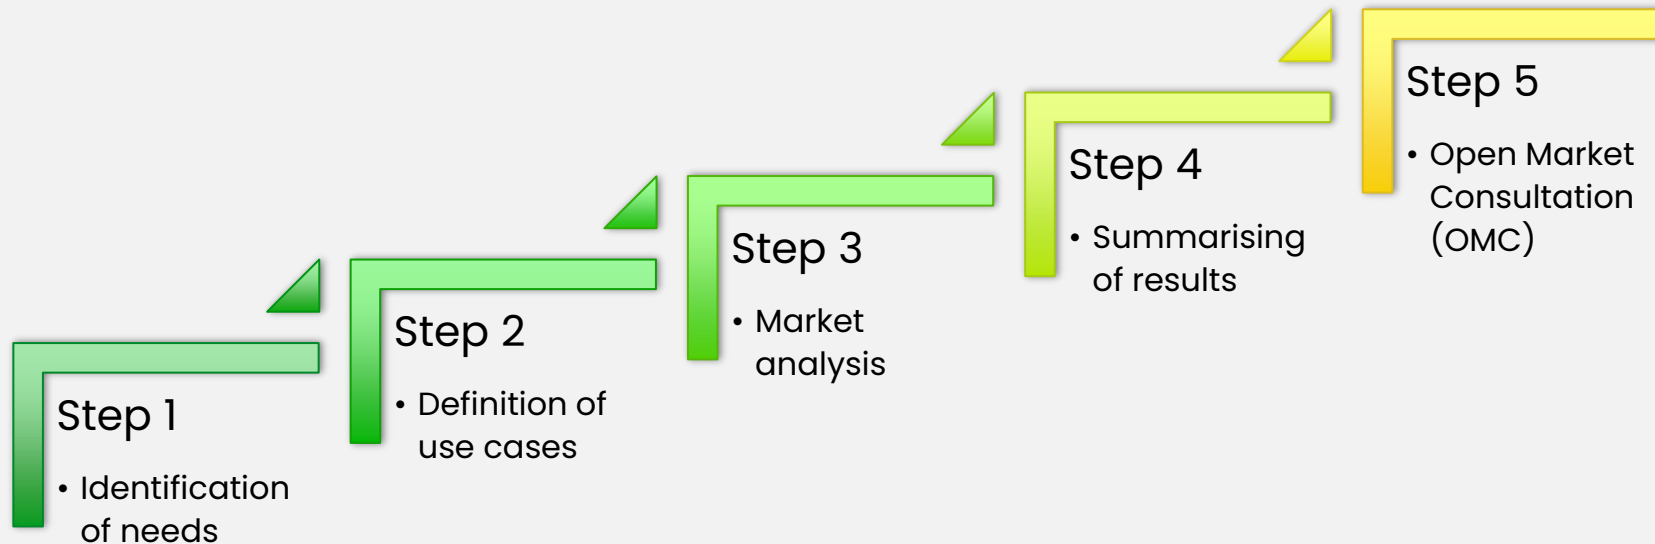 Step 1
• Identification
of needs
Step 2
• Definition of
use cases
Step 3
• Market
analysis
Step 4
• Summarising
of results
Step 5
• Open Market
Consultation
(OMC)